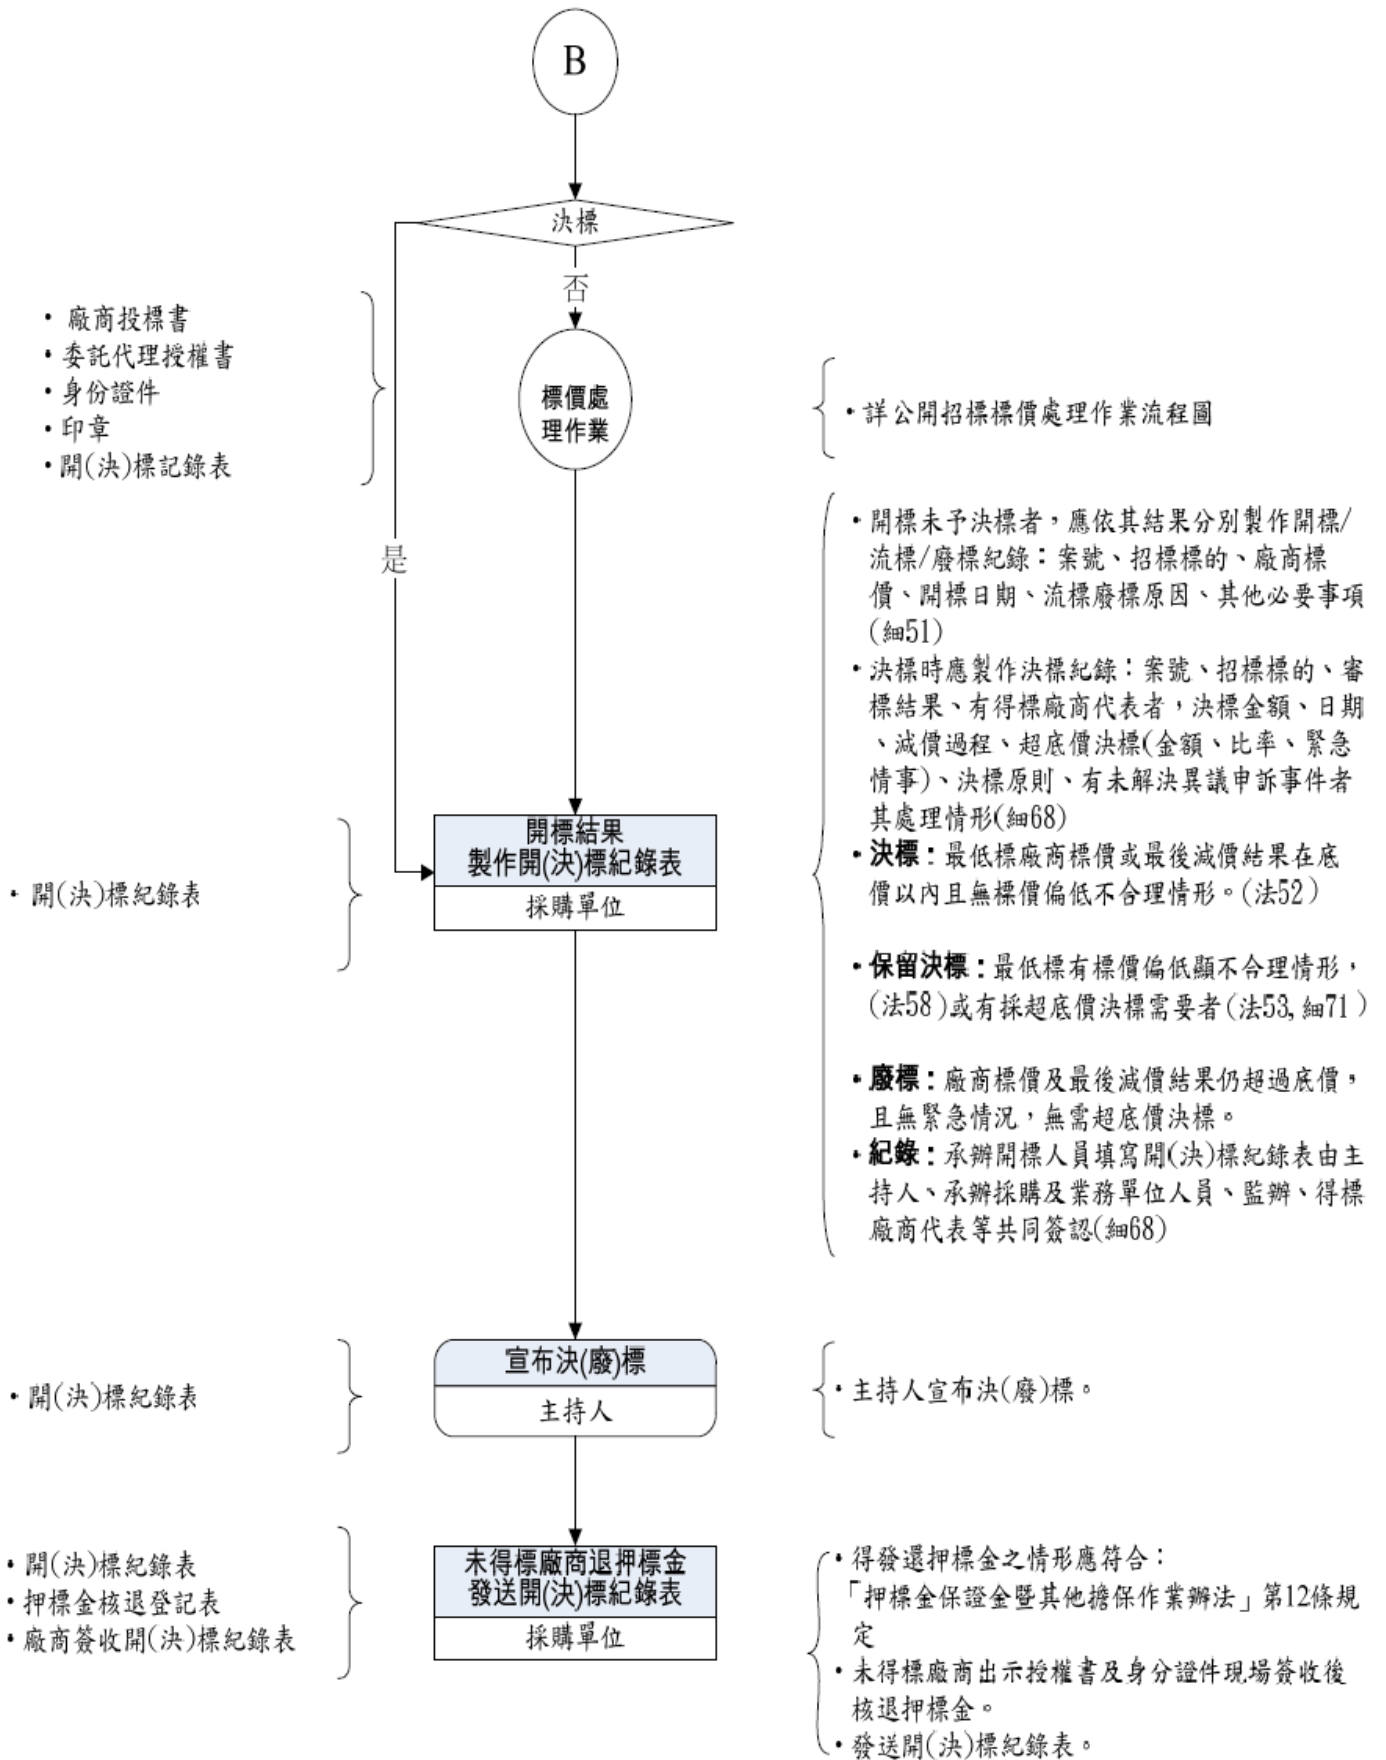 B
決標
否
• 廠商投標書
• 委託代理授權書
• 身份證件
• 印章
• 開(決)標記錄表
標價處
理作業
• 詳公開招標標價處理作業流程圖
是
• 開標未予決標者，應依其結果分別製作開標/
流標/廢標紀錄：案號、招標標的、廠商標
價、開標日期、流標廢標原因、其他必要事項
(細51)
• 決標時應製作決標紀錄：案號、招標標的、審
標結果、有得標廠商代表者，決標金額、日期
、減價過程、超底價決標(金額、比率、緊急
情事)、決標原則、有未解決異議申訴事件者
其處理情形(細68)
• 決標：最低標廠商標價或最後減價結果在底
價以內且無標價偏低不合理情形。(法52)
• 保留決標：最低標有標價偏低顯不合理情形，
(法58)或有採超底價決標需要者(法53, 細71)
• 廢標：廠商標價及最後減價結果仍超過底價，
且無緊急情況，無需超底價決標。
• 紀錄：承辦開標人員填寫開(決)標紀錄表由主
持人、承辦採購及業務單位人員、監辦、得標
廠商代表等共同簽認(細68)
• 開(決)標紀錄表
開標結果
製作開(決)標紀錄表
採購單位
• 開(決)標紀錄表
宣布決(廢)標
主持人
• 主持人宣布決(廢)標。
• 開(決)標紀錄表
• 押標金核退登記表
• 廠商簽收開(決)標紀錄表
未得標廠商退押標金
發送開(決)標紀錄表
採購單位
• 得發還押標金之情形應符合：
「押標金保證金暨其他擔保作業辦法」第12條規
定
• 未得標廠商出示授權書及身分證件現場簽收後
核退押標金。
• 發送開(決)標紀錄表。